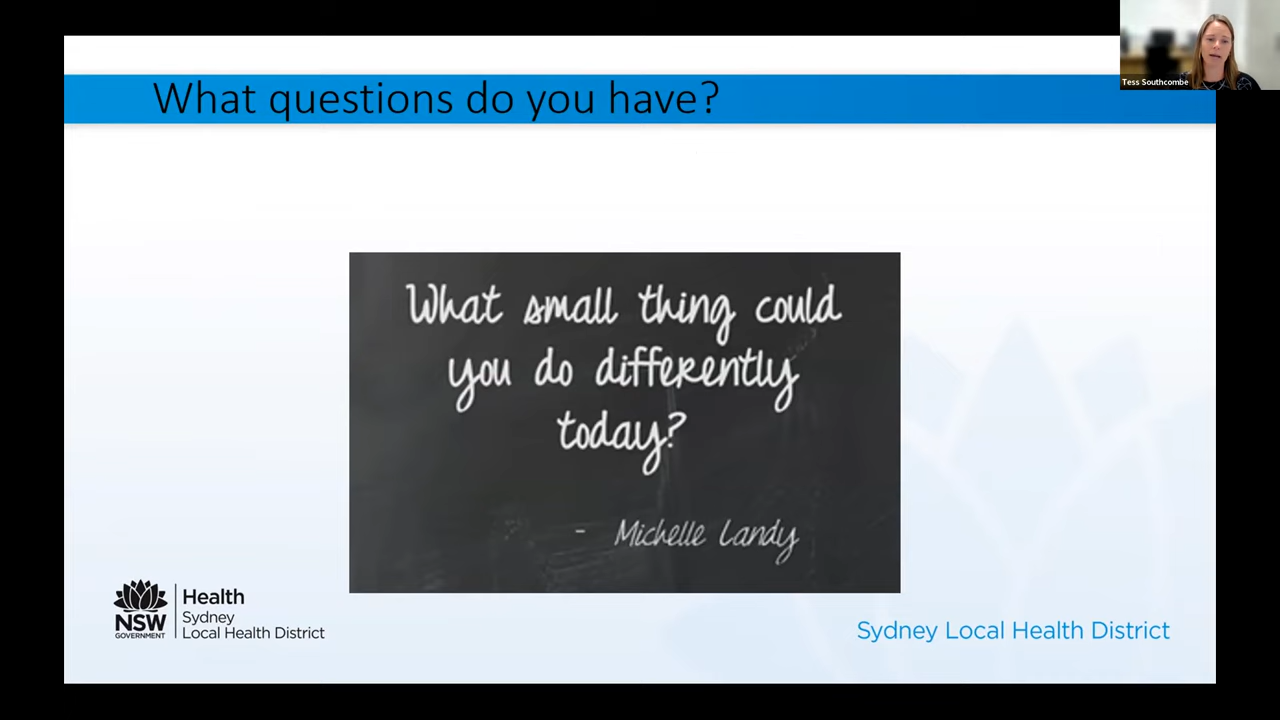 Tess Southcombe
What questions do you have?
What small thing could
you do differently
today?
- Michelle Landy
NSW
GOVERNMENT
Health
Sydney
Local Health District
Sydney Local Health District